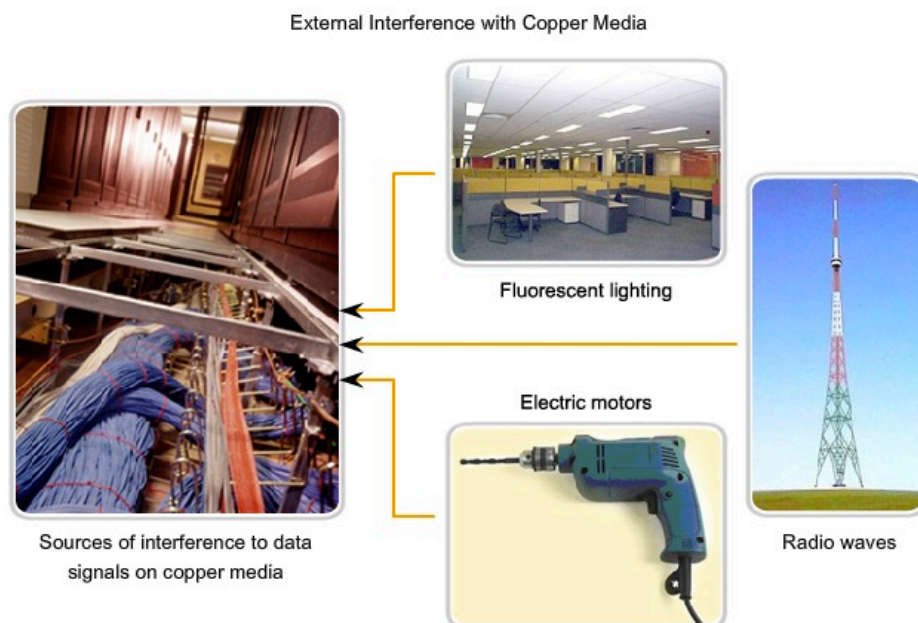 External Interference with Copper Media
Fluorescent lighting
Electric motors
Sources of interference to data
signals on copper media
Radio waves